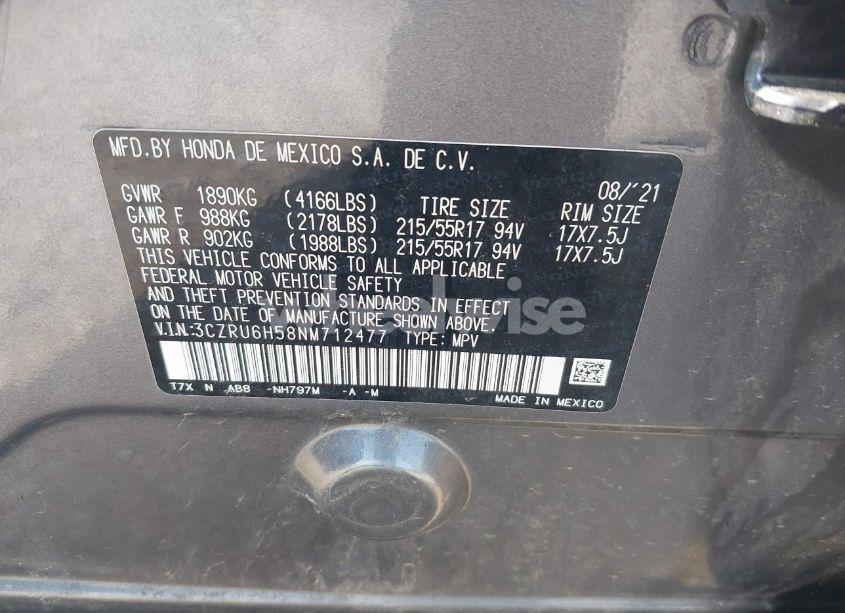 MFD.BY HONDA DE MEXICO S.A. DE C.V.
08/'21
GVWR 1890KG (4166LBS) TIRE SIZE RIM SIZE
GAWR F 988KG (2178LBS) 215/55R17 94V 17X7.5J
GAWR R 902KG (1988LBS) 215/55R17 94V 17X7.5J
THIS VEHICLE CONFORMS TO ALL APPLICABLE
FEDERAL MOTOR VEHICLE SAFETY
AND THEFT PREVENTION STANDARDS IN EFFECT
ON THE DATE OF MANUFACTURE SHOWN ABOVE.
V.I.N:3CZRU6H58NM712477 TYPE: MPV
T7X N AB8 -NH797M -A -M
MADE IN MEXICO